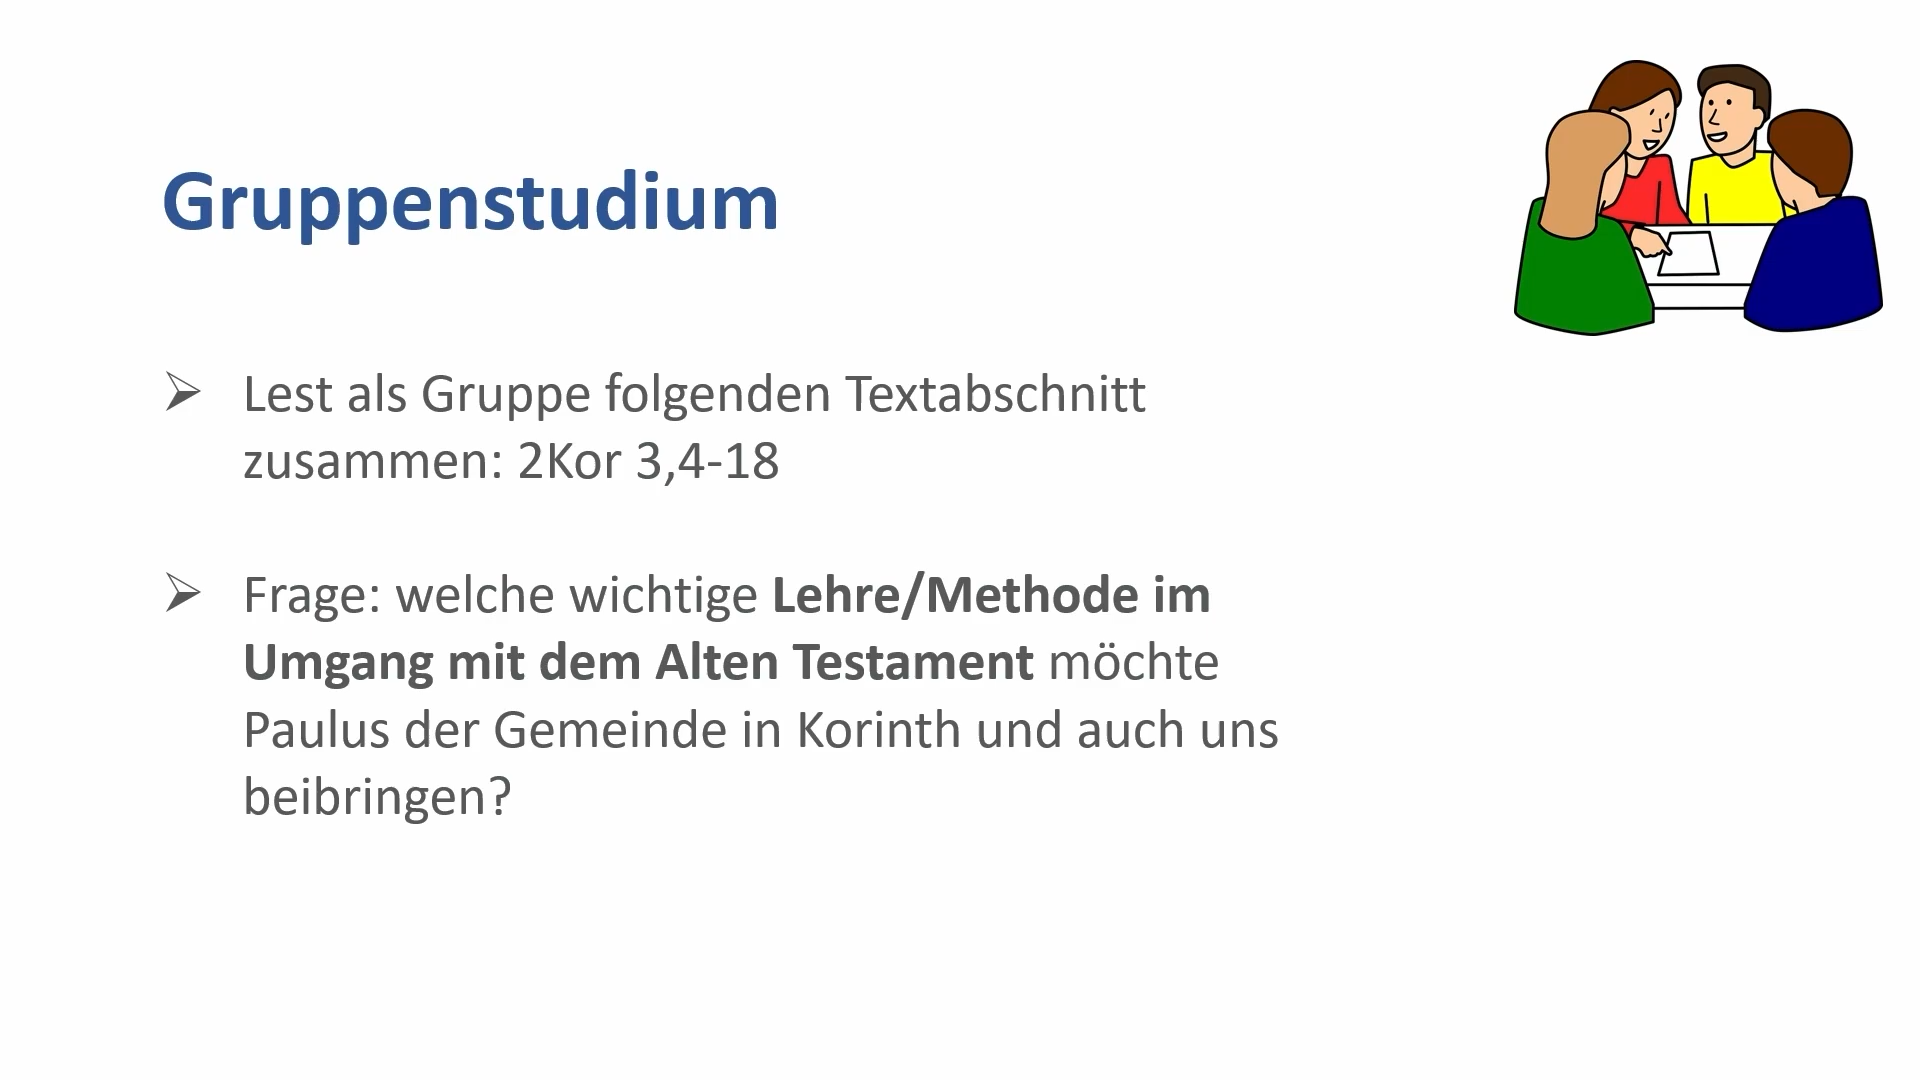 Gruppenstudium
➢ Lest als Gruppe folgenden Textabschnitt
zusammen: 2Kor 3,4-18
➢ Frage: welche wichtige Lehre/Methode im
Umgang mit dem Alten Testament möchte
Paulus der Gemeinde in Korinth und auch uns
beibringen?